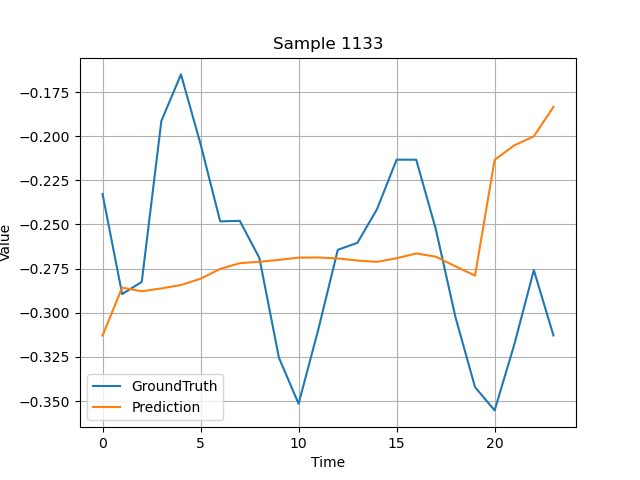 Sample 1133
−0.175
−0.200
−0.225
−0.250
−0.275
−0.300
−0.325
−0.350
Value
GroundTruth
Prediction
0 5 10 15 20
Time